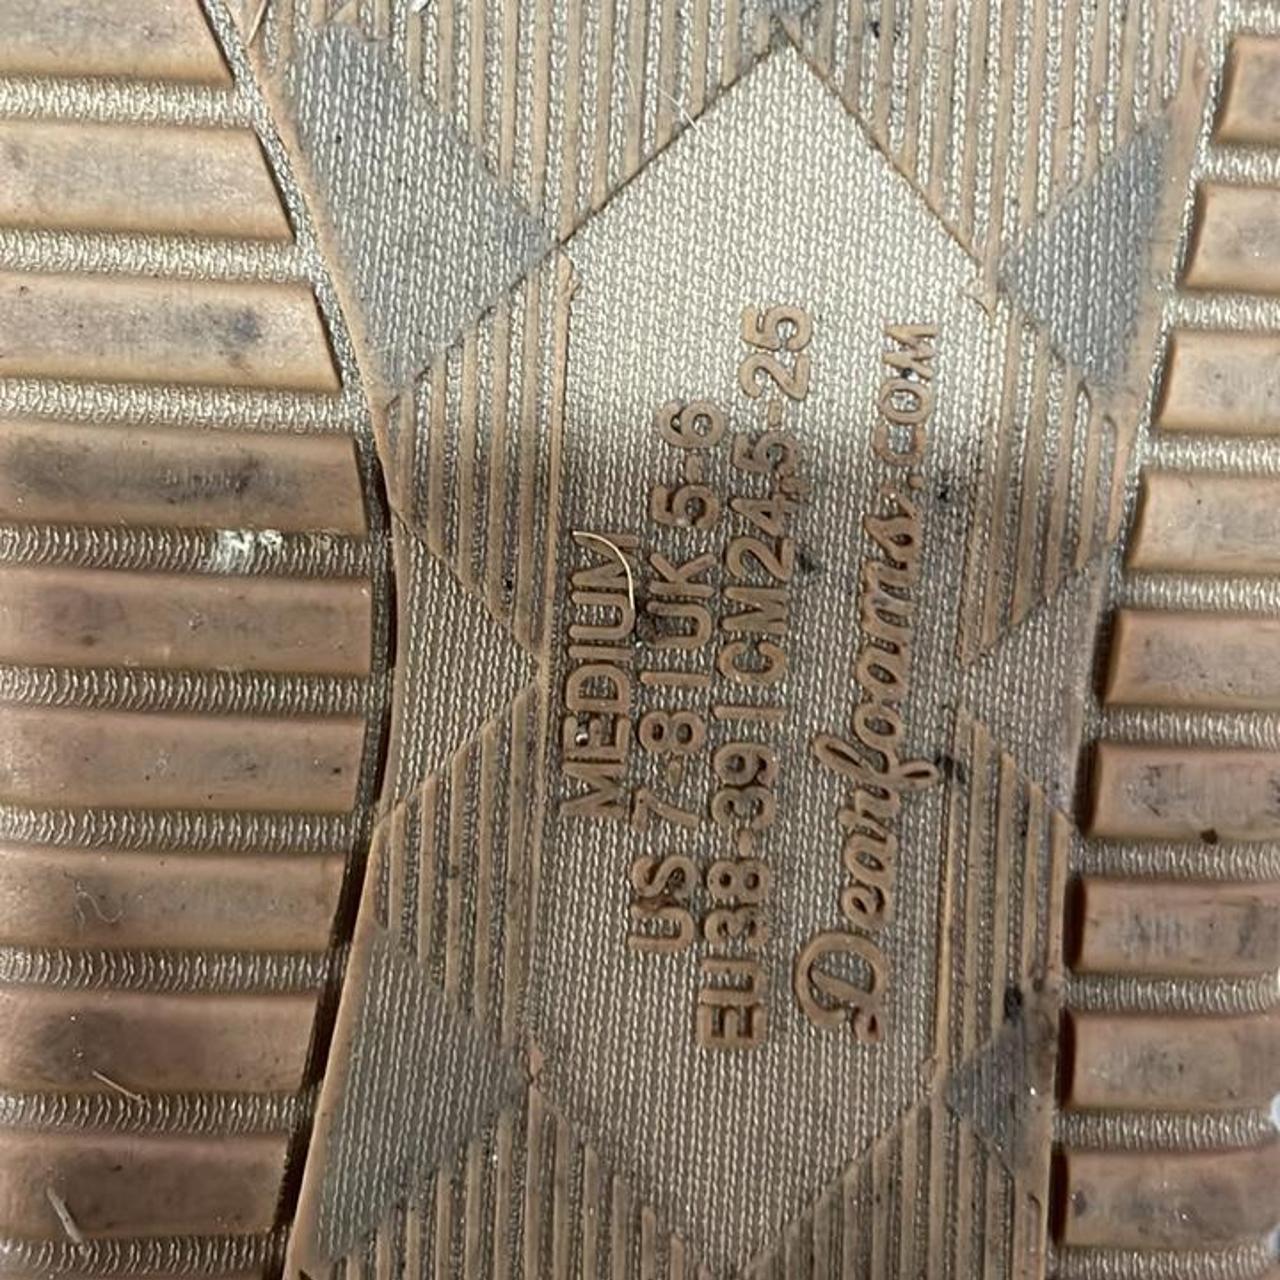 MEDIUM
US 7-8 | UK 5-6
EU 38-39 | CM 24.5-25
Dearfoams.COM